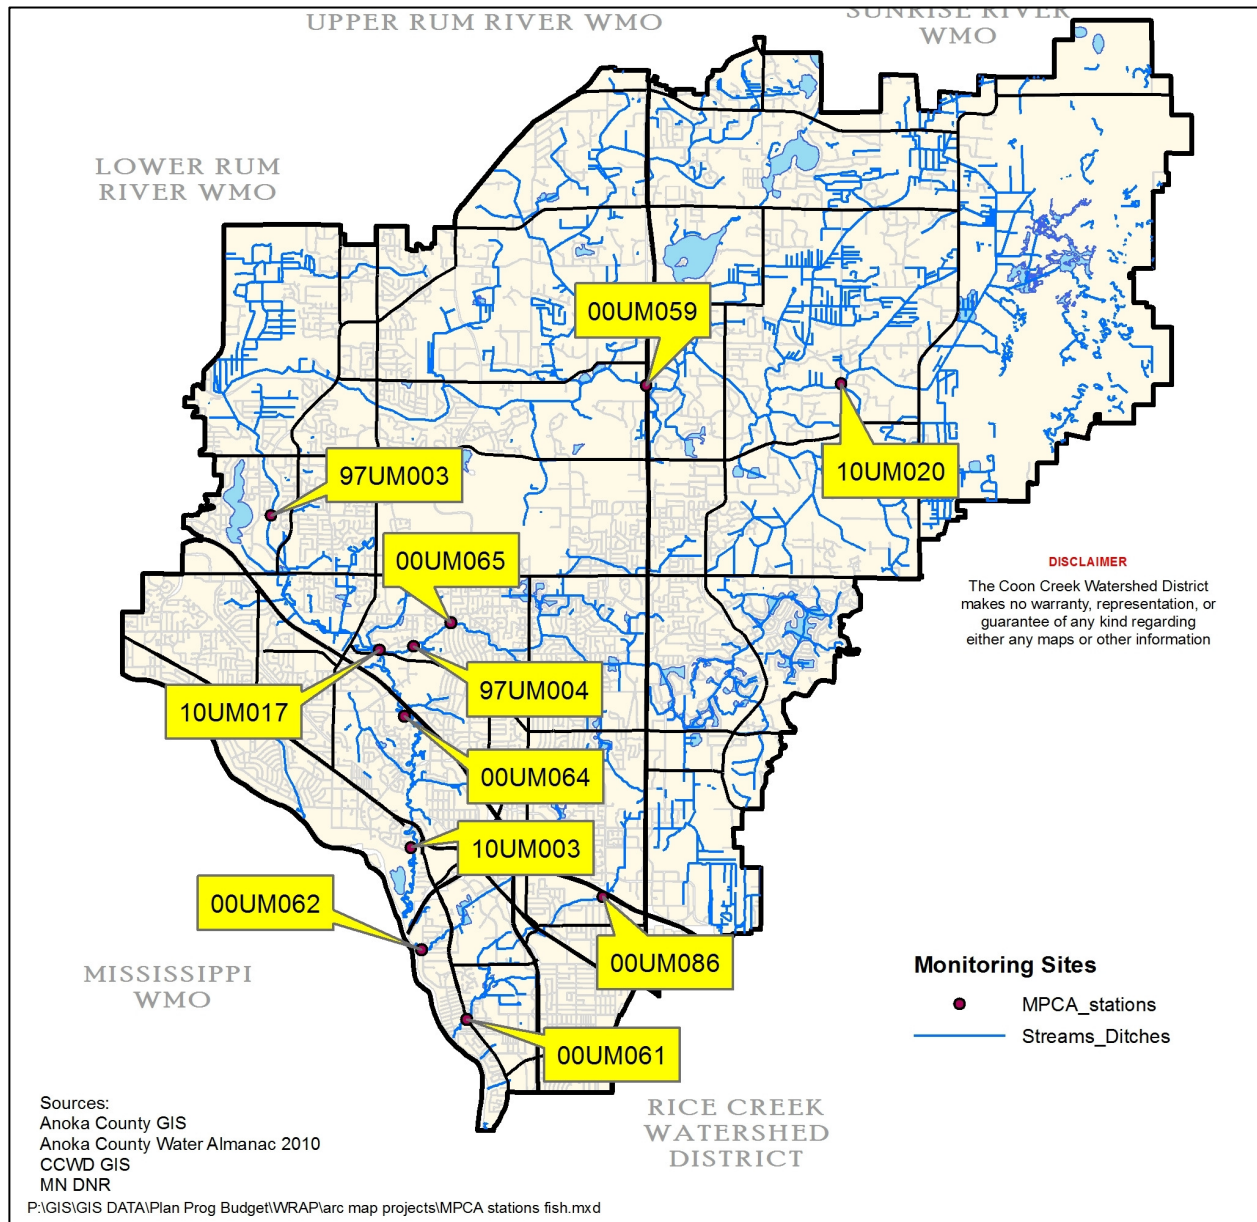 UPPER RUM RIVER WMO
SUNRISE RIVER
WMO
LOWER RUM
RIVER WMO
00UM059
10UM020
97UM003
00UM065
DISCLAIMER
The Coon Creek Watershed District
makes no warranty, representation, or
guarantee of any kind regarding
either any maps or other information
97UM004
10UM017
00UM064
10UM003
00UM062
00UM086
MISSISSIPPI
WMO
Monitoring Sites
MPCA_stations
Streams_Ditches
00UM061
Sources:
Anoka County GIS
Anoka County Water Almanac 2010
CCWD GIS
MN DNR
RICE CREEK
WATERSHED
DISTRICT
P:\GIS\GIS DATA\Plan Prog Budget\WRAP\arc map projects\MPCA stations fish.mxd